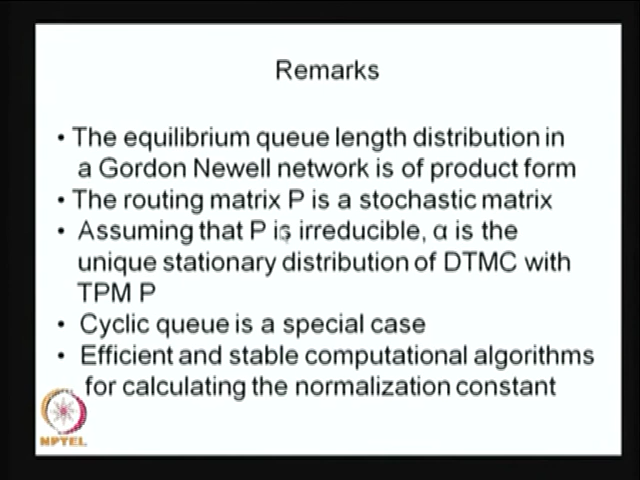 Remarks
• The equilibrium queue length distribution in
a Gordon Newell network is of product form
• The routing matrix P is a stochastic matrix
• Assuming that P is irreducible, α is the
unique stationary distribution of DTMC with
TPM P
• Cyclic queue is a special case
• Efficient and stable computational algorithms
for calculating the normalization constant
NPTEL